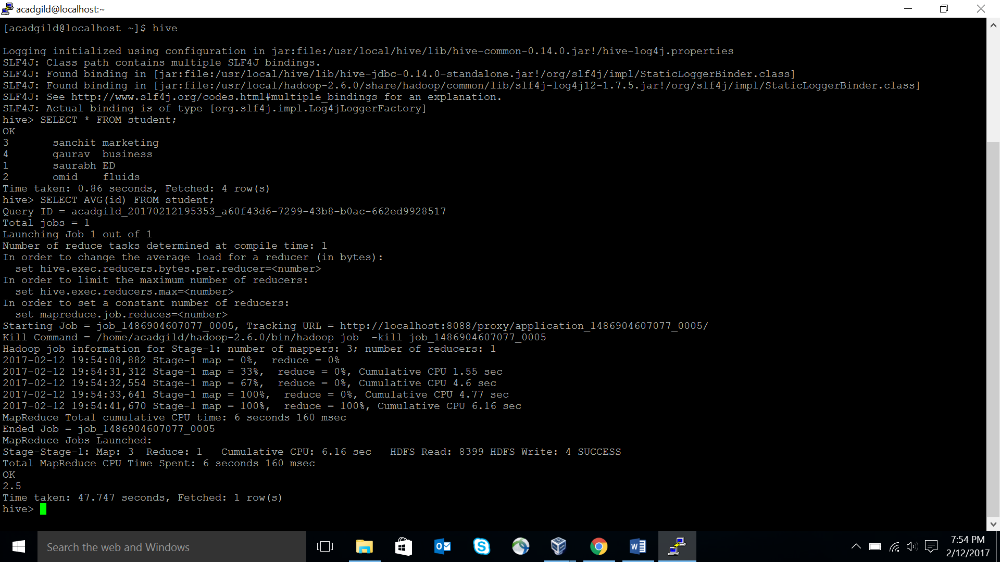 acadgild@localhost:~
[acadgild@localhost ~]$ hive
Logging initialized using configuration in jar:file:/usr/local/hive/lib/hive-common-0.14.0.jar!/hive-log4j.properties
SLF4J: Class path contains multiple SLF4J bindings.
SLF4J: Found binding in [jar:file:/usr/local/hive/lib/hive-jdbc-0.14.0-standalone.jar!/org/slf4j/impl/StaticLoggerBinder.class]
SLF4J: Found binding in [jar:file:/usr/local/hadoop-2.6.0/share/hadoop/common/lib/slf4j-log4j12-1.7.5.jar!/org/slf4j/impl/StaticLoggerBinder.class]
SLF4J: See http://www.slf4j.org/codes.html#multiple_bindings for an explanation.
SLF4J: Actual binding is of type [org.slf4j.impl.Log4jLoggerFactory]
hive> SELECT * FROM student;
OK
3       sanchit marketing
4       gaurav  business
1       saurabh ED
2       omid    fluids
Time taken: 0.86 seconds, Fetched: 4 row(s)
hive> SELECT AVG(id) FROM student;
Query ID = acadgild_20170212195353_a60f43d6-7299-43b8-b0ac-662ed9928517
Total jobs = 1
Launching Job 1 out of 1
Number of reduce tasks determined at compile time: 1
In order to change the average load for a reducer (in bytes):
  set hive.exec.reducers.bytes.per.reducer=<number>
In order to limit the maximum number of reducers:
  set hive.exec.reducers.max=<number>
In order to set a constant number of reducers:
  set mapreduce.job.reduces=<number>
Starting Job = job_1486904607077_0005, Tracking URL = http://localhost:8088/proxy/application_1486904607077_0005/
Kill Command = /home/acadgild/hadoop-2.6.0/bin/hadoop job  -kill job_1486904607077_0005
Hadoop job information for Stage-1: number of mappers: 3; number of reducers: 1
2017-02-12 19:54:08,882 Stage-1 map = 0%,  reduce = 0%
2017-02-12 19:54:31,312 Stage-1 map = 33%,  reduce = 0%, Cumulative CPU 1.55 sec
2017-02-12 19:54:32,554 Stage-1 map = 67%,  reduce = 0%, Cumulative CPU 4.6 sec
2017-02-12 19:54:33,641 Stage-1 map = 100%,  reduce = 0%, Cumulative CPU 4.77 sec
2017-02-12 19:54:41,670 Stage-1 map = 100%,  reduce = 100%, Cumulative CPU 6.16 sec
MapReduce Total cumulative CPU time: 6 seconds 160 msec
Ended Job = job_1486904607077_0005
MapReduce Jobs Launched:
Stage-Stage-1: Map: 3  Reduce: 1   Cumulative CPU: 6.16 sec   HDFS Read: 8399 HDFS Write: 4 SUCCESS
Total MapReduce CPU Time Spent: 6 seconds 160 msec
OK
2.5
Time taken: 47.747 seconds, Fetched: 1 row(s)
hive>
Search the web and Windows
7:54 PM
2/12/2017